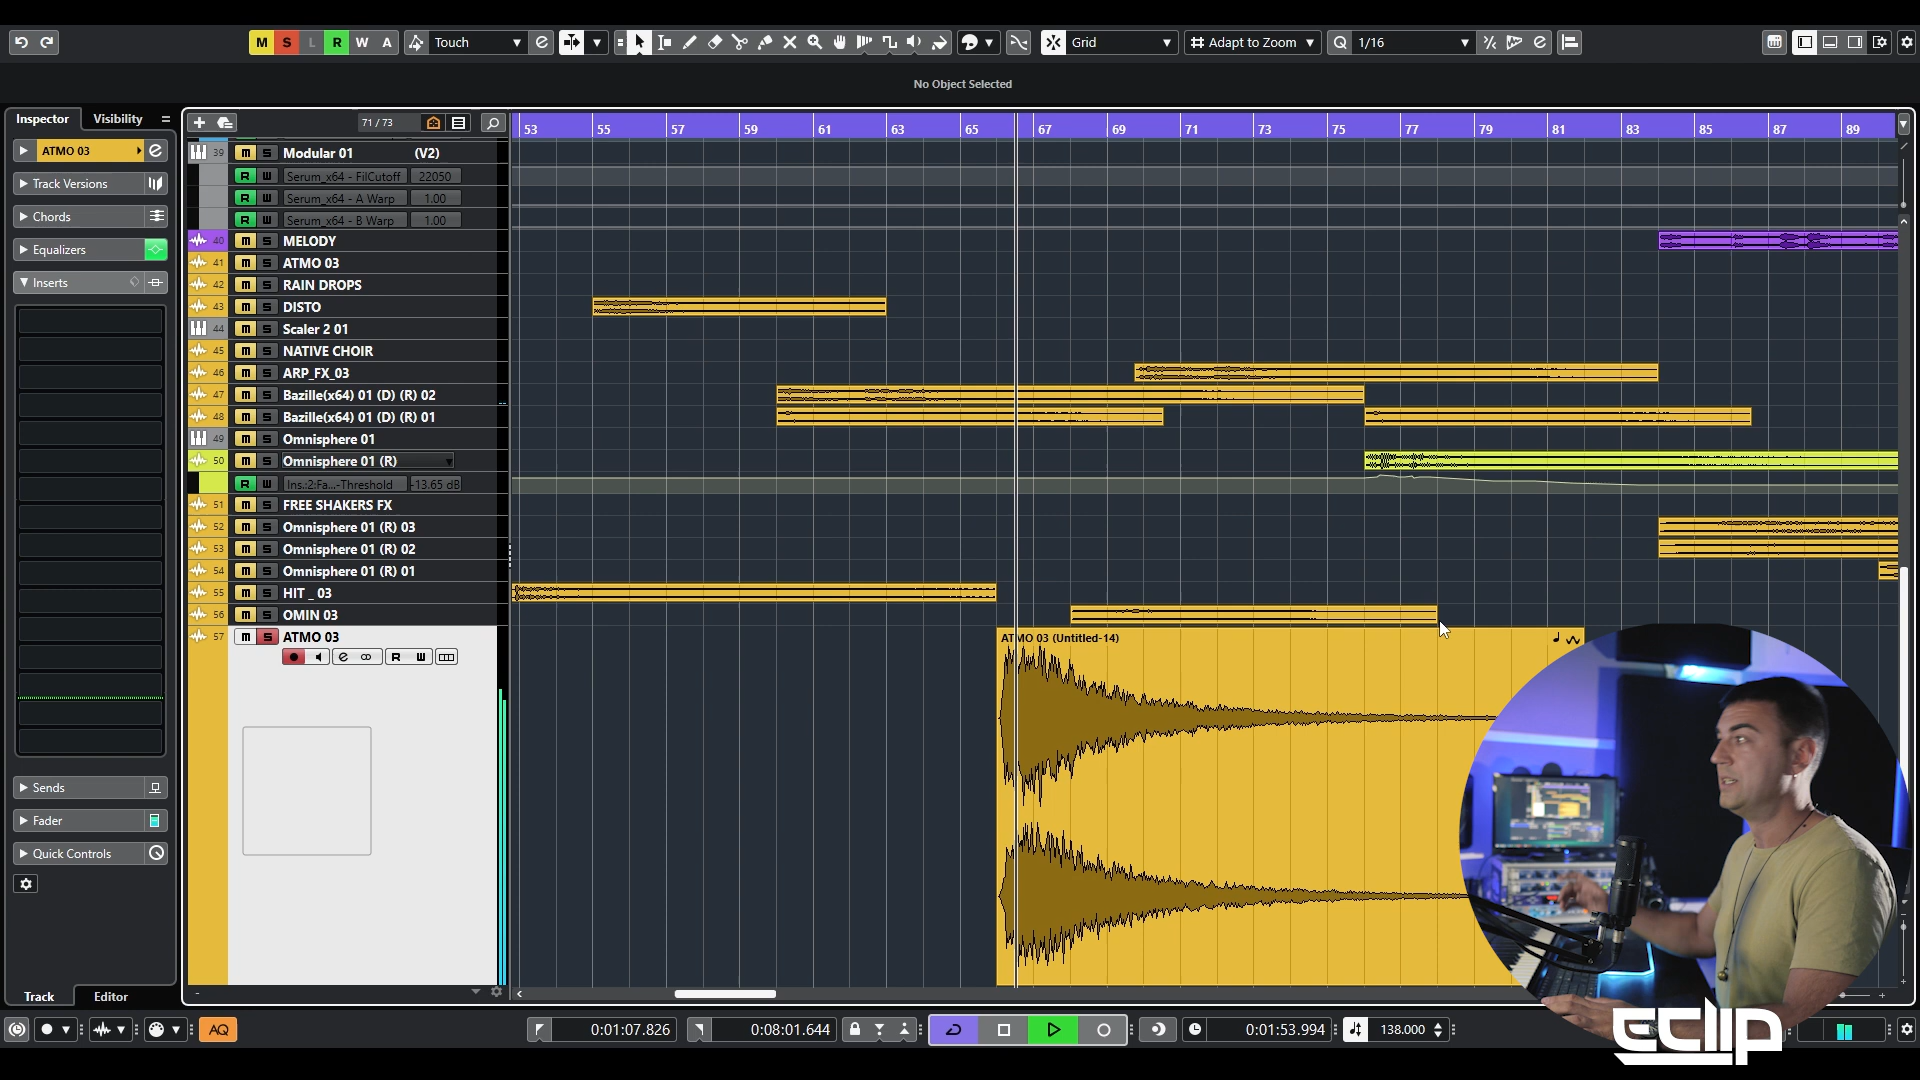 M S L R W A Touch Grid Adapt to Zoom Q 1/16
No Object Selected
Inspector Visibility 71 / 73 53 55 57 59 61 63 65 67 69 71 73 75 77 79 81 83 85 87 89
ATMO 03
Track Versions
Chords
Equalizers
Inserts
Sends
Fader
Quick Controls
Track Editor
39 m S Modular 01 (V2)
R W Serum_x64 - FilCutoff 22050
R W Serum_x64 - A Warp 1.00
R W Serum_x64 - B Warp 1.00
40 m S MELODY
41 m S ATMO 03
42 m S RAIN DROPS
43 m S DISTO
44 m S Scaler 2 01
45 m S NATIVE CHOIR
46 m S ARP_FX_03
47 m S Bazille(x64) 01 (D) (R) 02
48 m S Bazille(x64) 01 (D) (R) 01
49 m S Omnisphere 01
50 m S Omnisphere 01 (R)
R W Ins.:2:Fa...-Threshold -13.65 dB
51 m S FREE SHAKERS FX
52 m S Omnisphere 01 (R) 03
53 m S Omnisphere 01 (R) 02
54 m S Omnisphere 01 (R) 01
55 m S HIT _ 03
56 m S OMIN 03
57 m S ATMO 03
R W
ATMO 03 (Untitled-14)
AQ 0:01:07.826 0:08:01.644 0:01:53.994 138.000
ECLIP